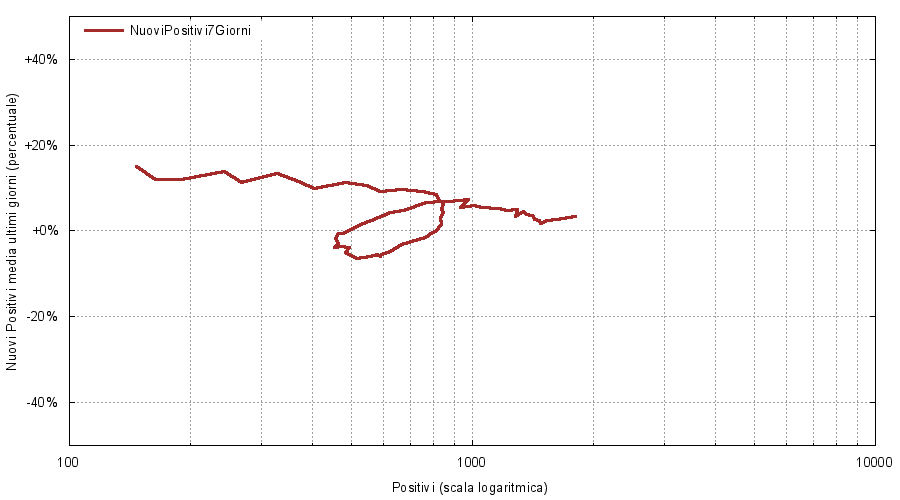 NuoviPositivi7Giorni
+40%
+20%
+0%
-20%
-40%
Nuovi Positivi media ultimi giorni (percentuale)
100
1000
10000
Positivi (scala logaritmica)